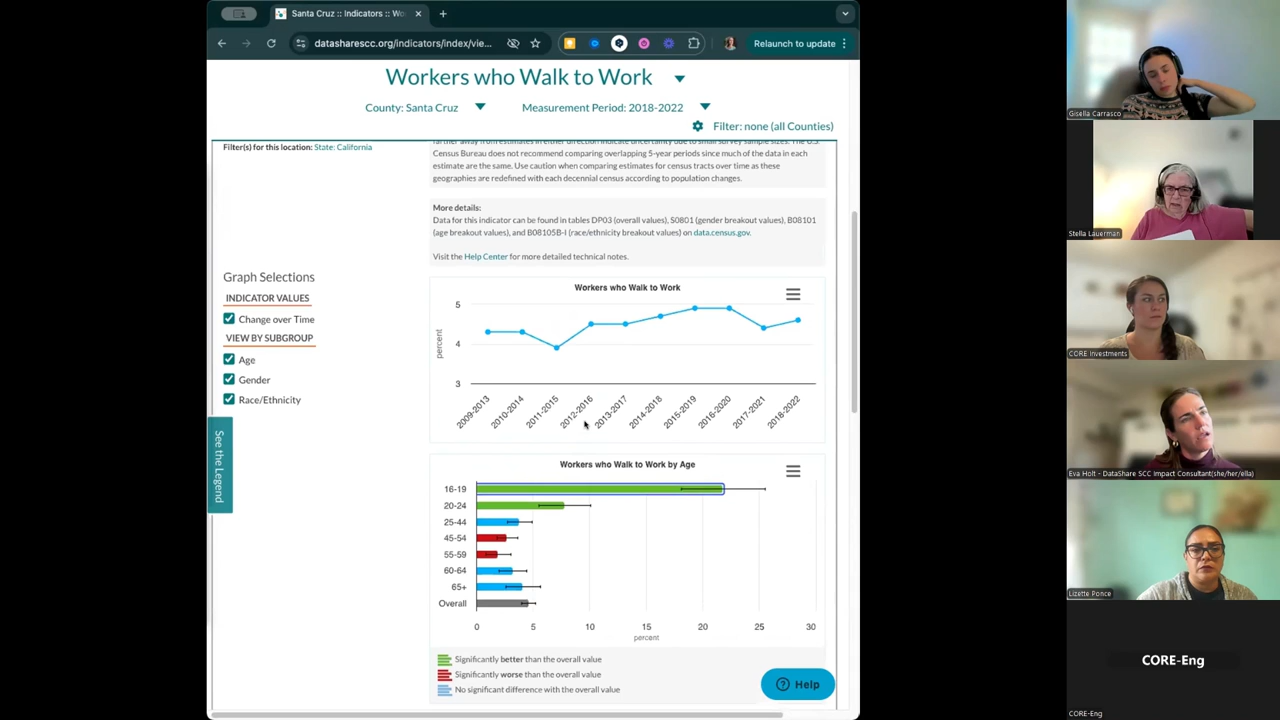 Santa Cruz :: Indicators :: Wo
datasharescc.org/indicators/index/vie...
Relaunch to update
Workers who Walk to Work
County: Santa Cruz
Measurement Period: 2018-2022
Filter: none (all Counties)
Filter(s) for this location: State: California
farther away from estimates in either direction indicate uncertainty due to small survey sample sizes. The U.S.
Census Bureau does not recommend comparing overlapping 5-year periods since much of the data in each
estimate are the same. Use caution when comparing estimates for census tracts over time as these
geographies are redefined with each decennial census according to population changes.
More details:
Data for this indicator can be found in tables DP03 (overall values), S0801 (gender breakout values), B08101
(age breakout values), and B08105B-I (race/ethnicity breakout values) on data.census.gov.
Visit the Help Center for more detailed technical notes.
Graph Selections
INDICATOR VALUES
Change over Time
VIEW BY SUBGROUP
Age
Gender
Race/Ethnicity
See the Legend
Workers who Walk to Work
5
4
3
percent
2009-2013
2010-2014
2011-2015
2012-2016
2013-2017
2014-2018
2015-2019
2016-2020
2017-2021
2018-2022
Workers who Walk to Work by Age
16-19
20-24
25-44
45-54
55-59
60-64
65+
Overall
0
5
10
15
20
25
30
percent
Significantly better than the overall value
Significantly worse than the overall value
No significant difference with the overall value
Help
Gisella Carrasco
Stella Lauerman
CORE Investments
Eva Holt - DataShare SCC Impact Consultant(she/her/ella)
Lizette Ponce
CORE-Eng
CORE-Eng